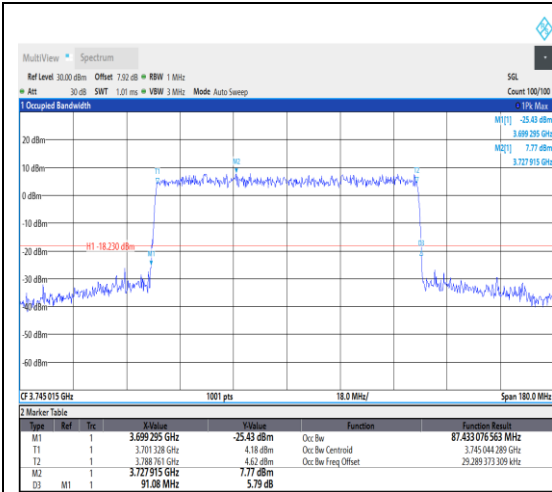 MultiView Spectrum
Ref Level 30.00 dBm Offset 7.92 dB RBW 1 MHz SGL
Att 30 dB SWT 1.01 ms VBW 3 MHz Mode Auto Sweep Count 100/100
1 Occupied Bandwidth 1Pk Max
M1[1] -25.43 dBm
3.699 295 GHz
M2[1] 7.77 dBm
3.727 915 GHz
20 dBm
10 dBm
0 dBm
-10 dBm
-20 dBm
-30 dBm
-40 dBm
-50 dBm
-60 dBm
T1
M2
T2
H1 -18.230 dBm
M1
D3
CF 3.745 015 GHz 1001 pts 18.0 MHz/ Span 180.0 MHz
2 Marker Table
Type Ref Trc X-Value Y-Value Function Function Result
M1 1 3.699 295 GHz -25.43 dBm Occ Bw 87.433 076 563 MHz
T1 1 3.701 328 GHz 4.18 dBm Occ Bw Centroid 3.745 044 289 GHz
T2 1 3.788 761 GHz 4.62 dBm Occ Bw Freq Offset 29.289 373 309 kHz
M2 1 3.727 915 GHz 7.77 dBm
D3 M1 1 91.08 MHz 5.79 dB